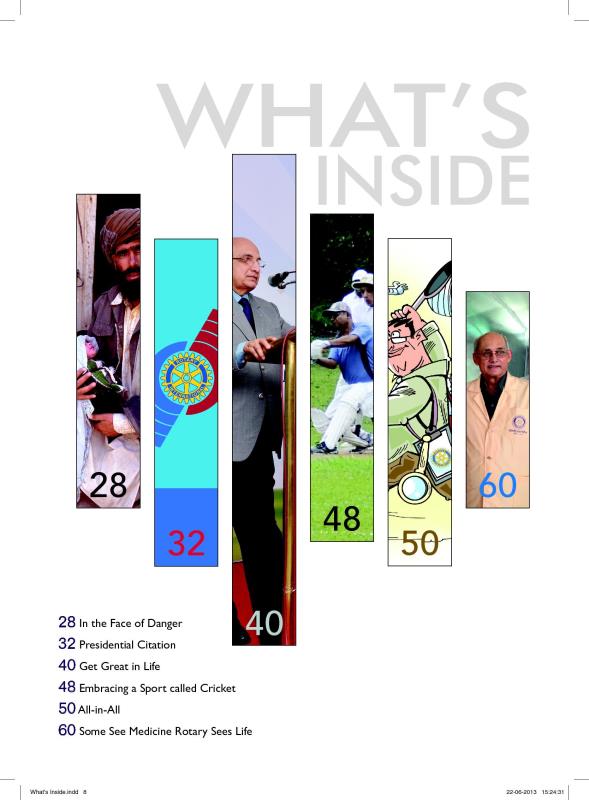 WHAT'S
INSIDE
28
32
40
48
50
60
28 In the Face of Danger
32 Presidential Citation
40 Get Great in Life
48 Embracing a Sport called Cricket
50 All-in-All
60 Some See Medicine Rotary Sees Life
What's Inside.indd 8
22-06-2013 15:24:31